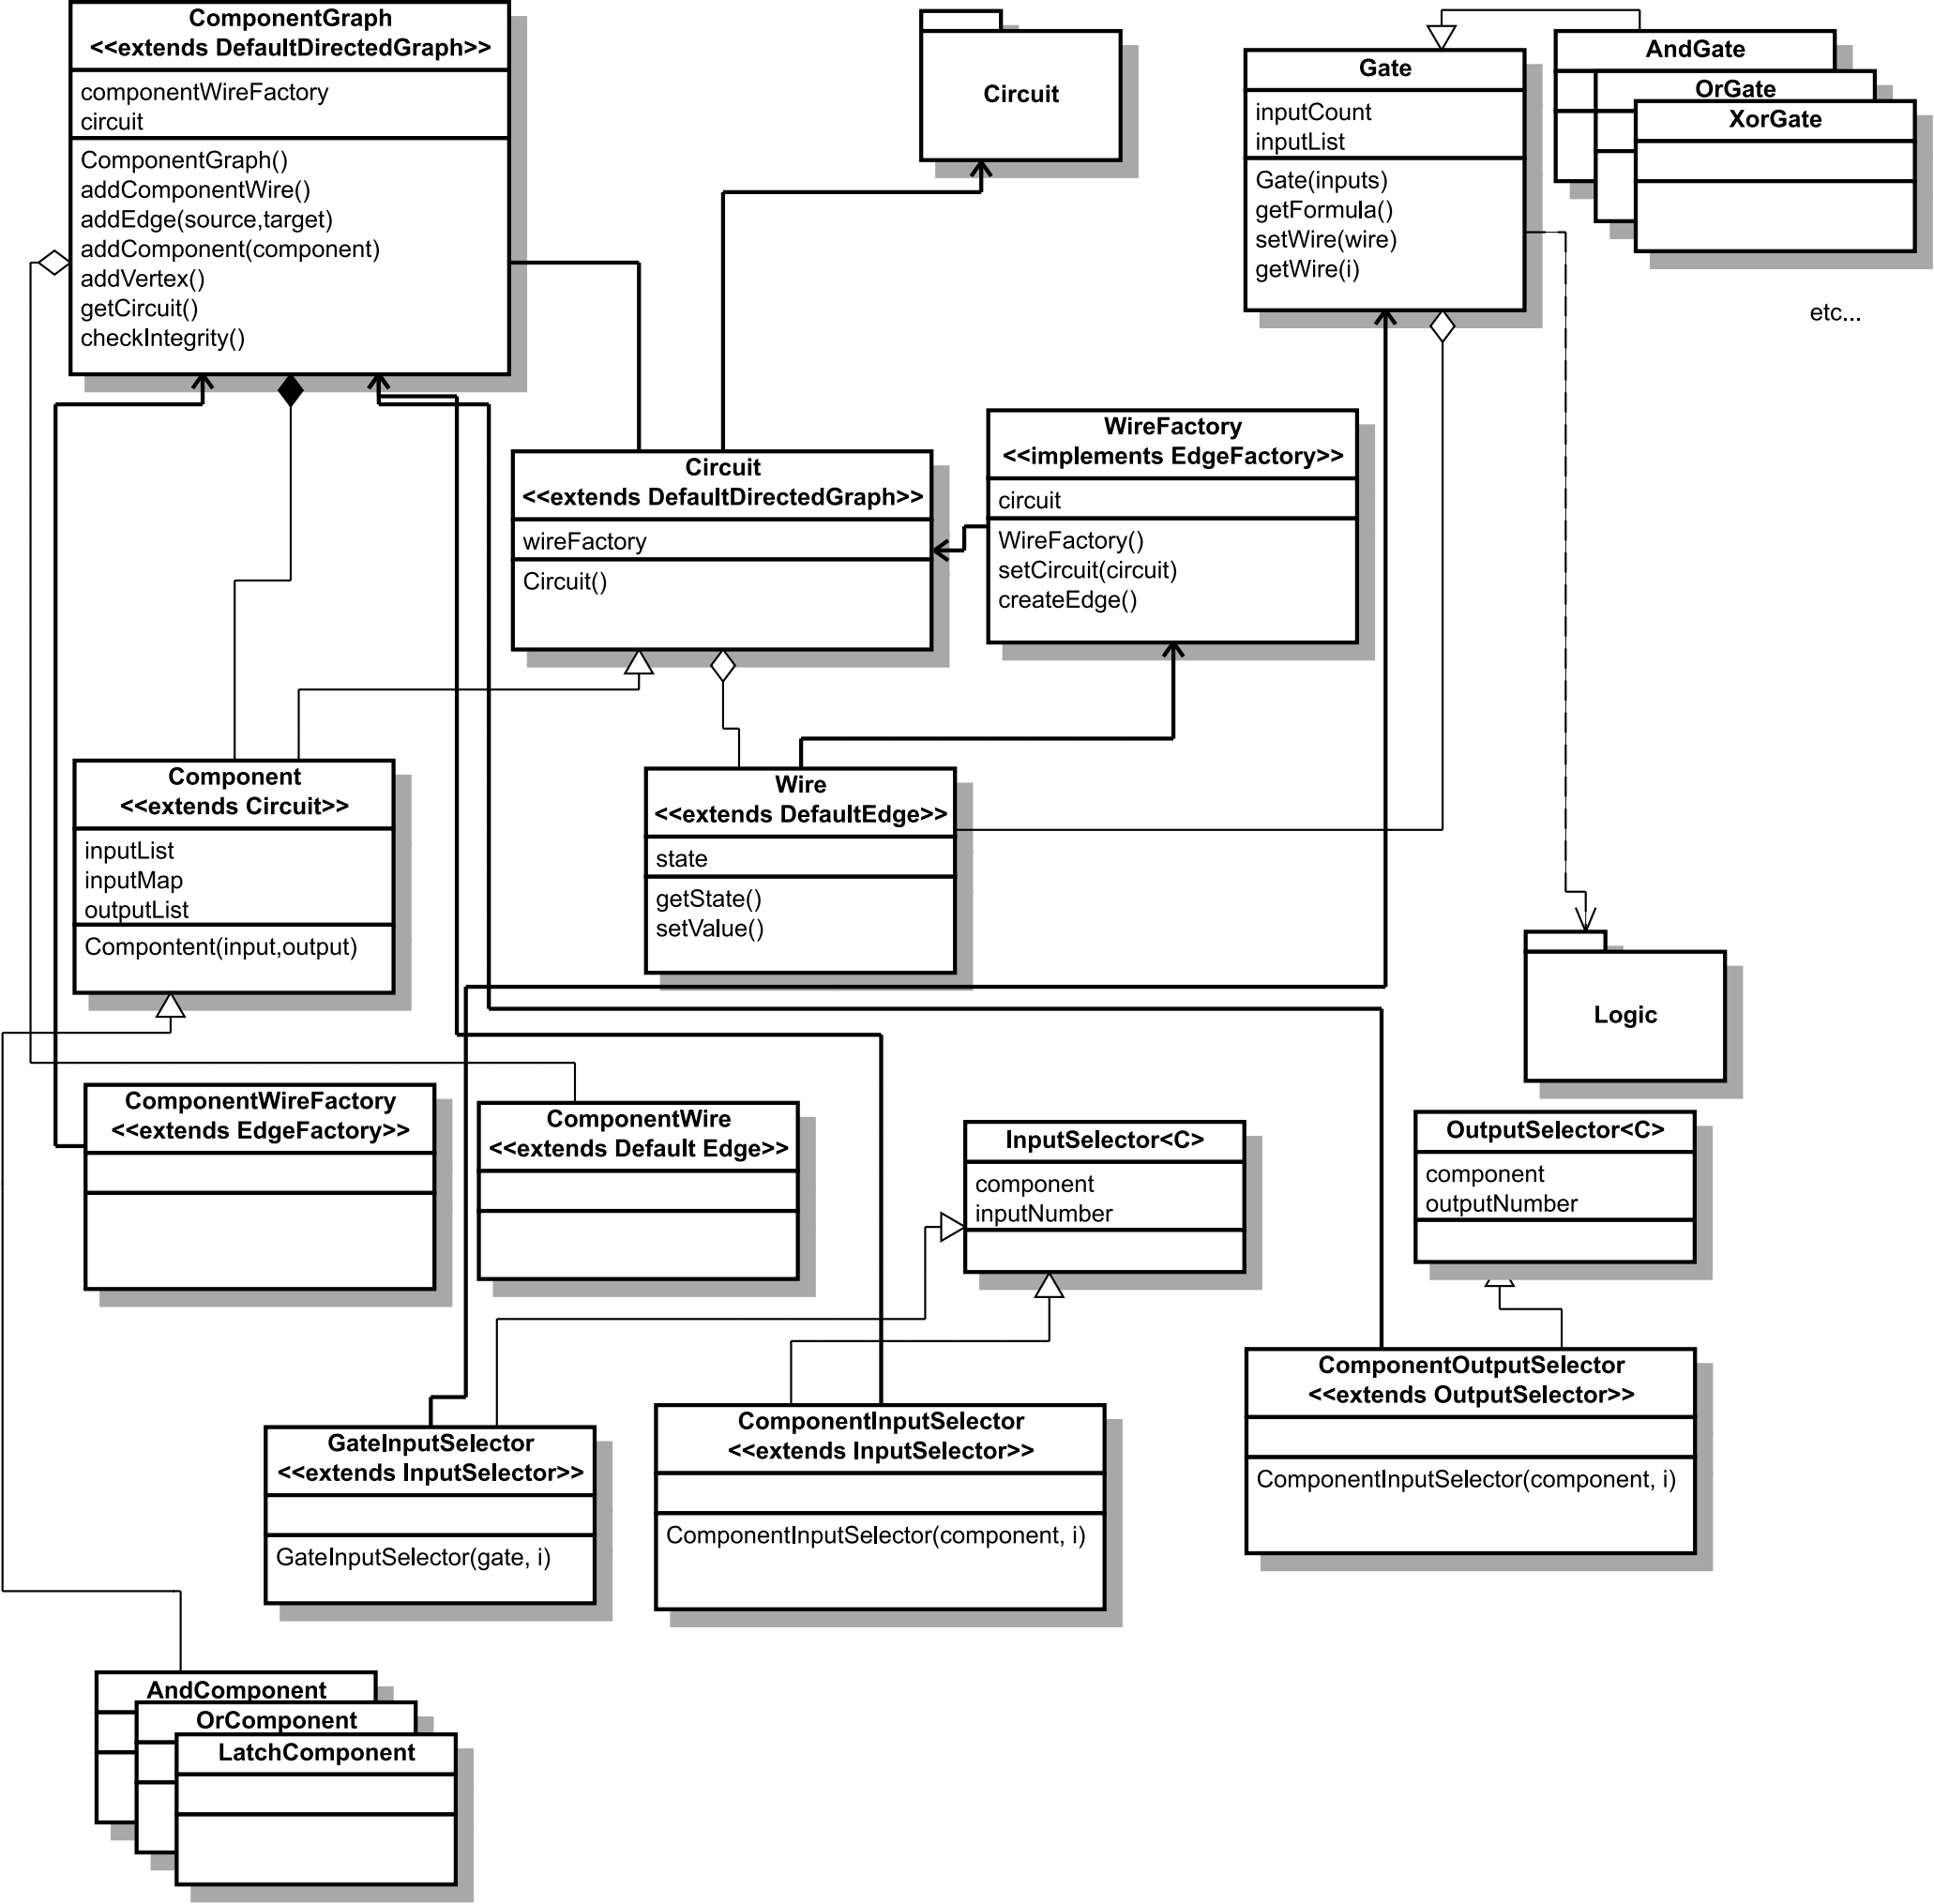 ComponentGraph
<<extends DefaultDirectedGraph>>
componentWireFactory
circuit
ComponentGraph()
addComponentWire()
addEdge(source,target)
addComponent(component)
addVertex()
getCircuit()
checkIntegrity()
Circuit
Gate
inputCount
inputList
Gate(inputs)
getFormula()
setWire(wire)
getWire(i)
AndGate
OrGate
XorGate
etc...
Circuit
<<extends DefaultDirectedGraph>>
wireFactory
Circuit()
WireFactory
<<implements EdgeFactory>>
circuit
WireFactory()
setCircuit(circuit)
createEdge()
Component
<<extends Circuit>>
inputList
inputMap
outputList
Compontent(input,output)
Wire
<<extends DefaultEdge>>
state
getState()
setValue()
Logic
ComponentWireFactory
<<extends EdgeFactory>>
ComponentWire
<<extends Default Edge>>
InputSelector<C>
component
inputNumber
OutputSelector<C>
component
outputNumber
GateInputSelector
<<extends InputSelector>>
GateInputSelector(gate, i)
ComponentInputSelector
<<extends InputSelector>>
ComponentInputSelector(component, i)
ComponentOutputSelector
<<extends OutputSelector>>
ComponentInputSelector(component, i)
AndComponent
OrComponent
LatchComponent